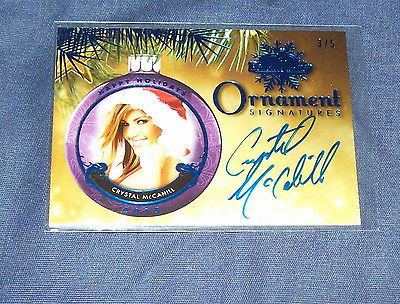 3/5
HAPPY HOLIDAYS
Ornament
SIGNATURES
CRYSTAL McCAHILL
Crystal
McCahill